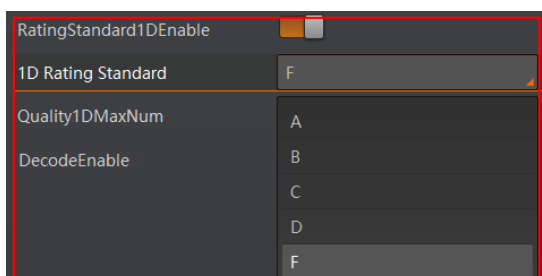 RatingStandard1DEnable
1D Rating Standard F
Quality1DMaxNum
A
DecodeEnable
B
C
D
F